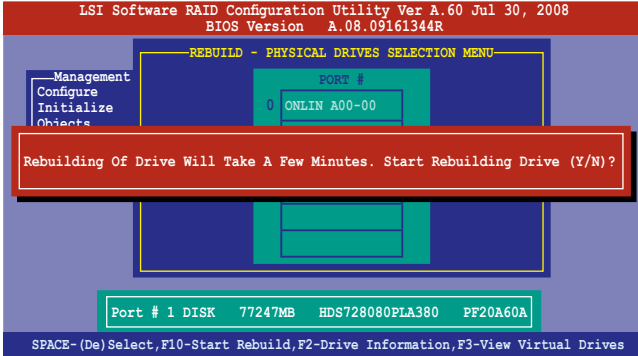 LSI Software RAID Configuration Utility Ver A.60 Jul 30, 2008
BIOS Version A.08.09161344R
REBUILD - PHYSICAL DRIVES SELECTION MENU
Management
Configure
Initialize
Objects
PORT #
0 ONLIN A00-00
Rebuilding Of Drive Will Take A Few Minutes. Start Rebuilding Drive (Y/N)?
Port # 1 DISK 77247MB HDS728080PLA380 PF20A60A
SPACE-(De)Select,F10-Start Rebuild,F2-Drive Information,F3-View Virtual Drives